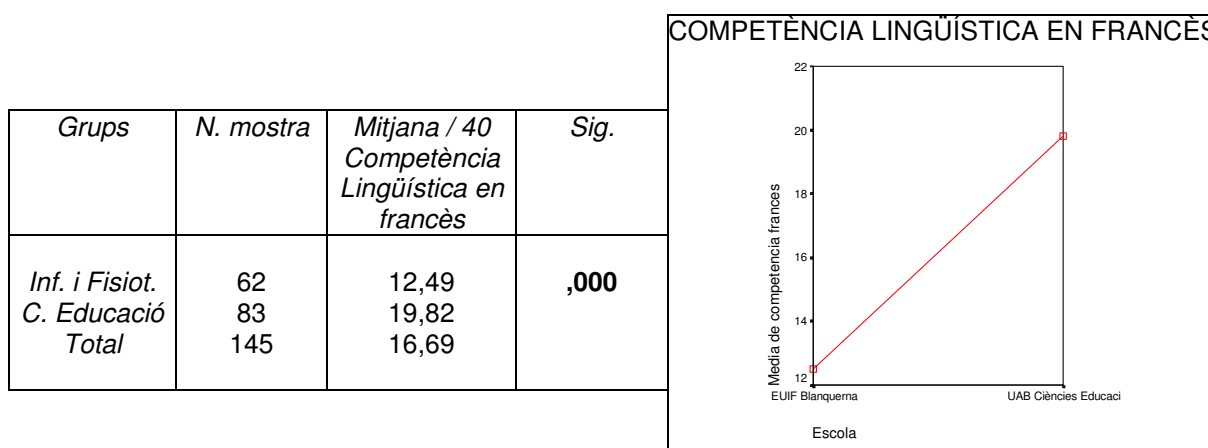 COMPETÈNCIA LINGÜÍSTICA EN FRANCÈS
Grups N. mostra Mitjana / 40 Sig.
Competència
Lingüística en
francès
Inf. i Fisiot. 62 12,49 ,000
C. Educació 83 19,82
Total 145 16,69
22
20
18
16
14
12
Media de competencia frances
EUIF Blanquerna UAB Ciències Educaci
Escola